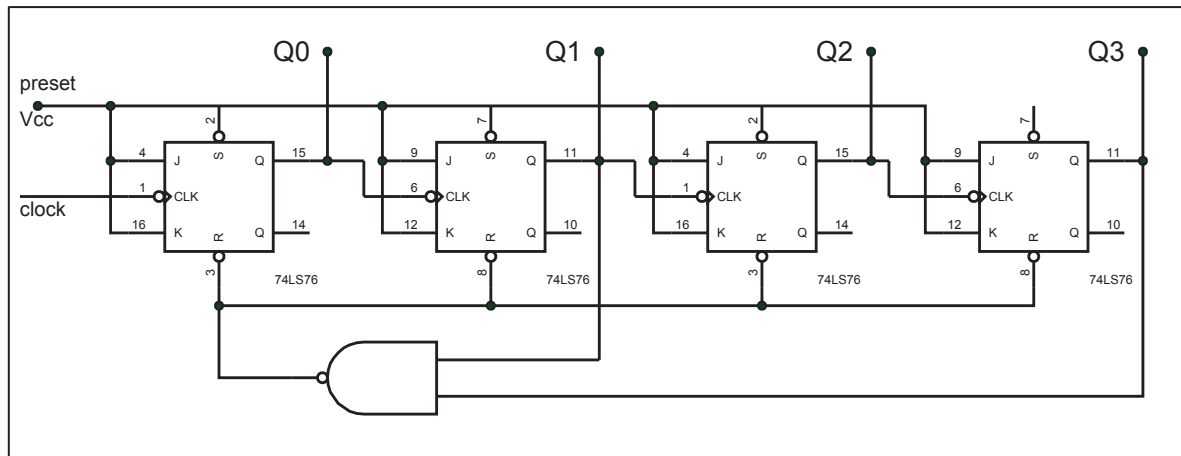 Q0 Q1 Q2 Q3
preset
Vcc
2 7 2 7
4 J S Q 15 9 J S Q 11 4 J S Q 15 9 J S Q 11
1 CLK 6 CLK 1 CLK 6 CLK
clock
16 K R Q 14 12 K R Q 10 16 K R Q 14 12 K R Q 10
3 8 3 8
74LS76 74LS76 74LS76 74LS76